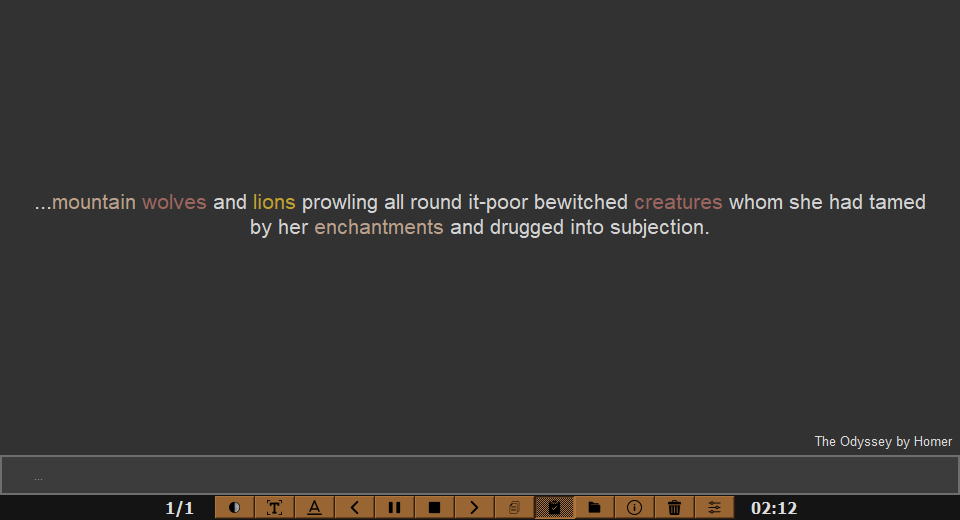 ...mountain wolves and lions prowling all round it-poor bewitched creatures whom she had tamed
by her enchantments and drugged into subjection.
The Odyssey by Homer
...
1/1
02:12